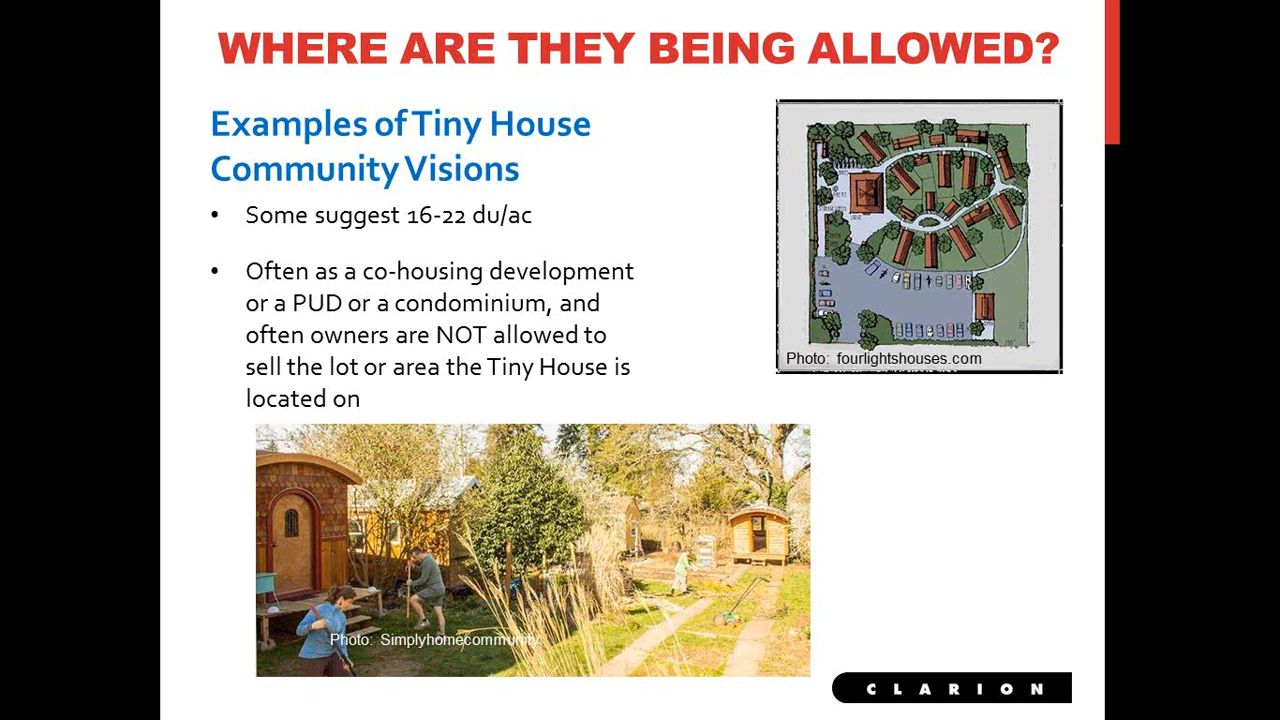 WHERE ARE THEY BEING ALLOWED?
Examples of Tiny House
Community Visions
• Some suggest 16-22 du/ac
• Often as a co-housing development
or a PUD or a condominium, and
often owners are NOT allowed to
sell the lot or area the Tiny House is
located on
Photo: fourlightshouses.com
Photo: Simplyhomecommunity
CLARION